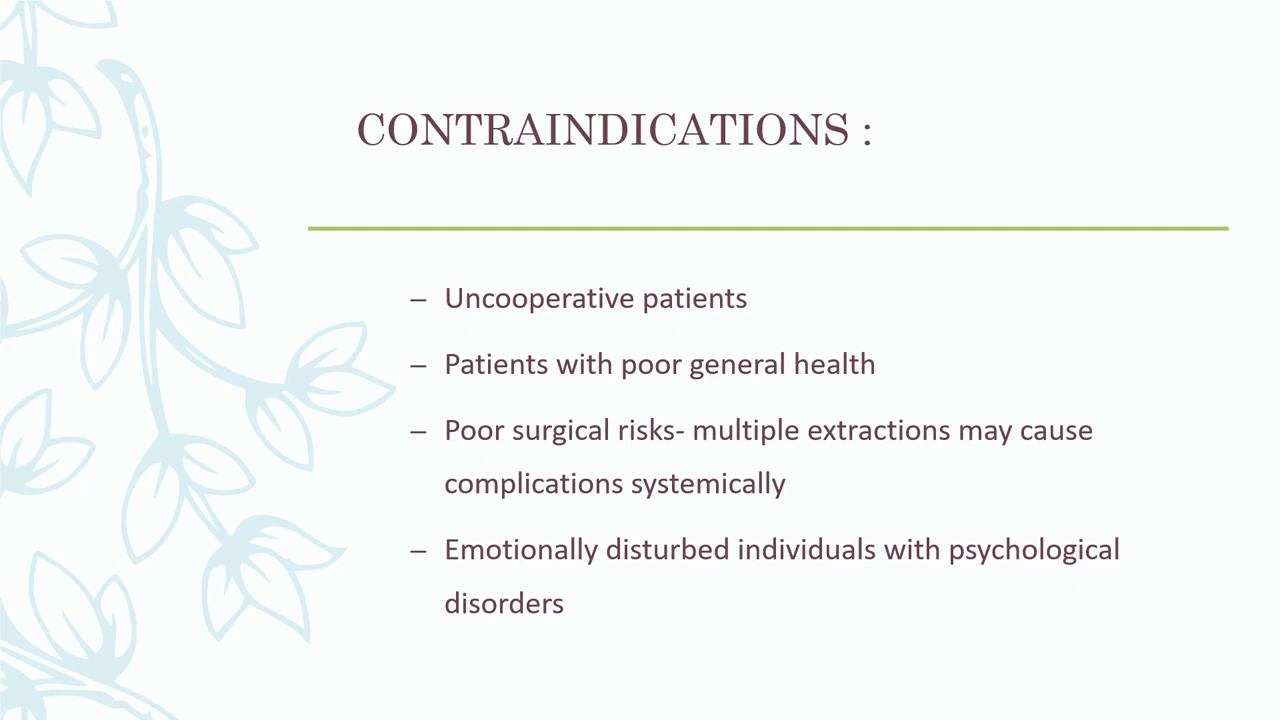 CONTRAINDICATIONS :
– Uncooperative patients
– Patients with poor general health
– Poor surgical risks- multiple extractions may cause
complications systemically
– Emotionally disturbed individuals with psychological
disorders